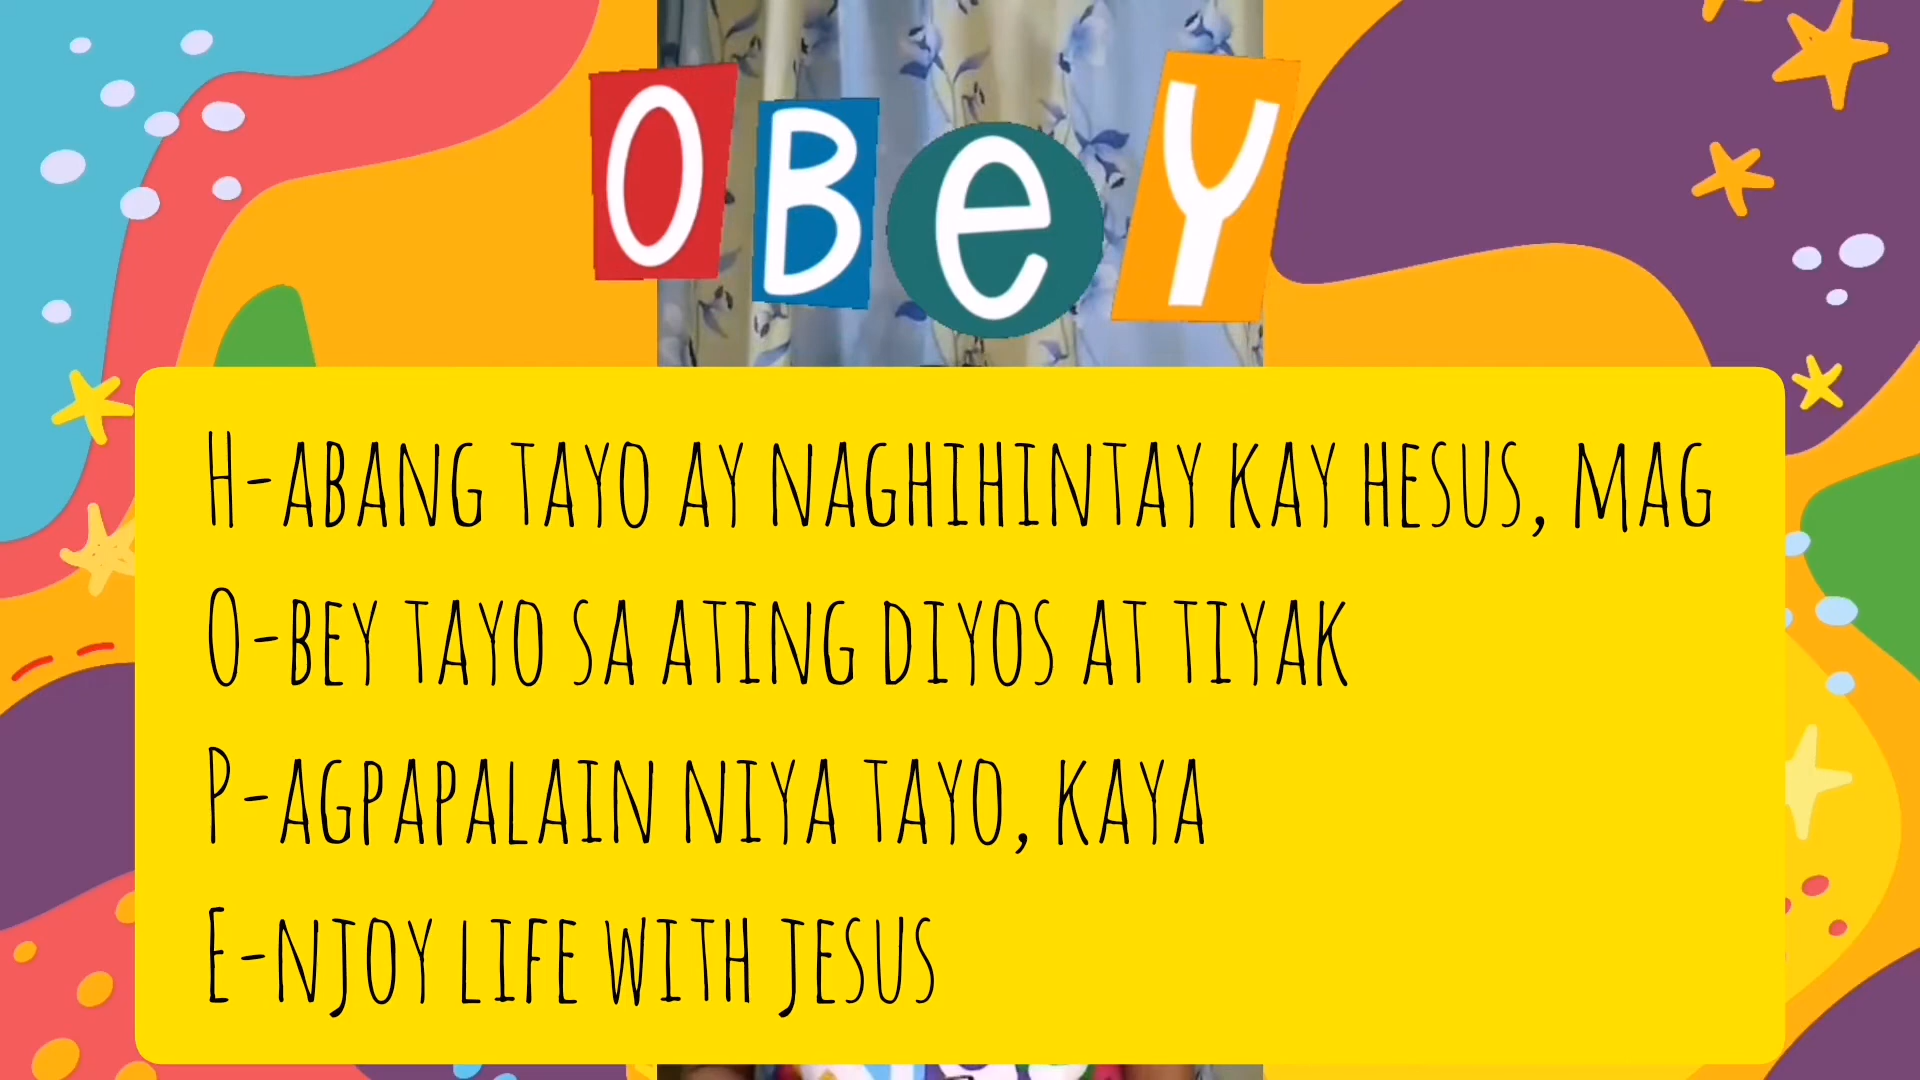 OBeY
H-ABANG TAYO AY NAGHIHINTAY KAY HESUS, MAG
O-BEY TAYO SA ATING DIYOS AT TIYAK
P-AGPAPALAIN NIYA TAYO, KAYA
E-NJOY LIFE WITH JESUS